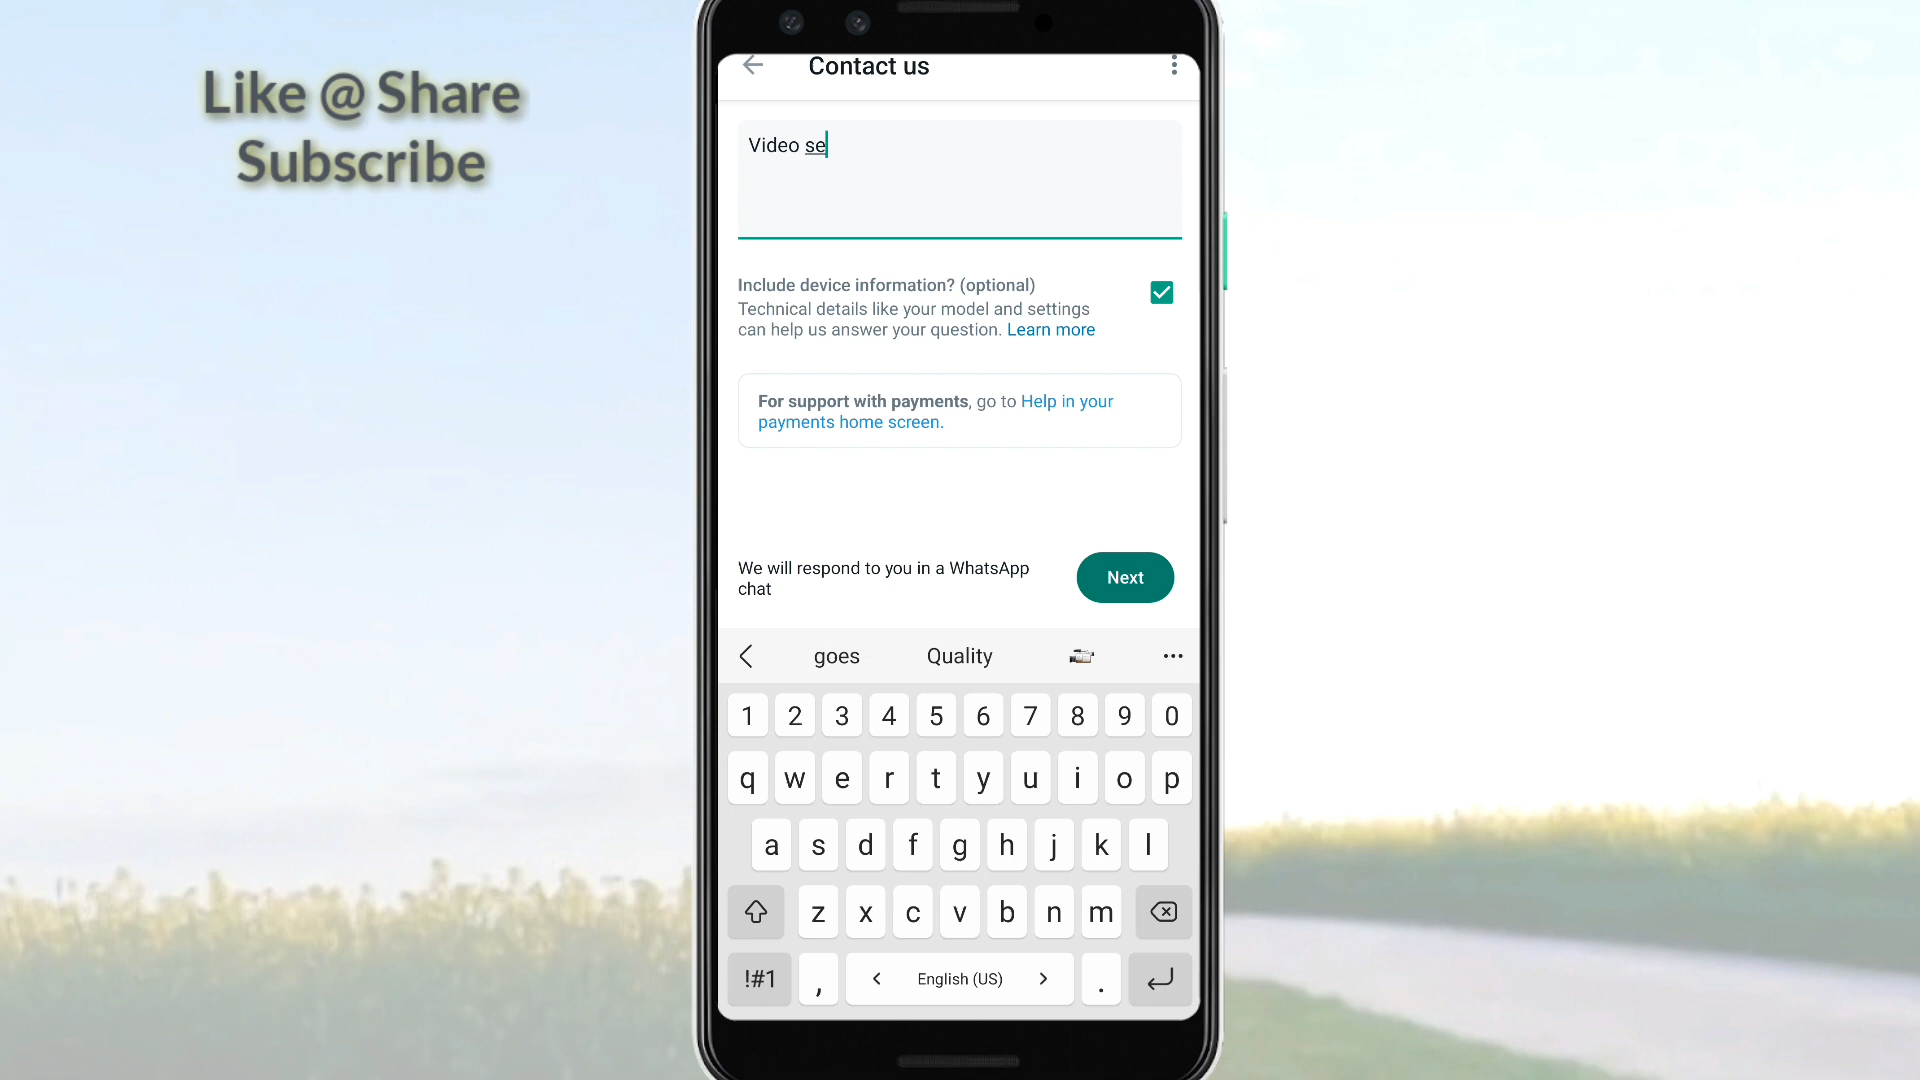 Like @ Share
Subscribe
Contact us
Video se
Include device information? (optional)
Technical details like your model and settings
can help us answer your question. Learn more
For support with payments, go to Help in your
payments home screen.
We will respond to you in a WhatsApp
chat
Next
goes Quality
1 2 3 4 5 6 7 8 9 0
q w e r t y u i o p
a s d f g h j k l
z x c v b n m
!#1 , < English (US) > .